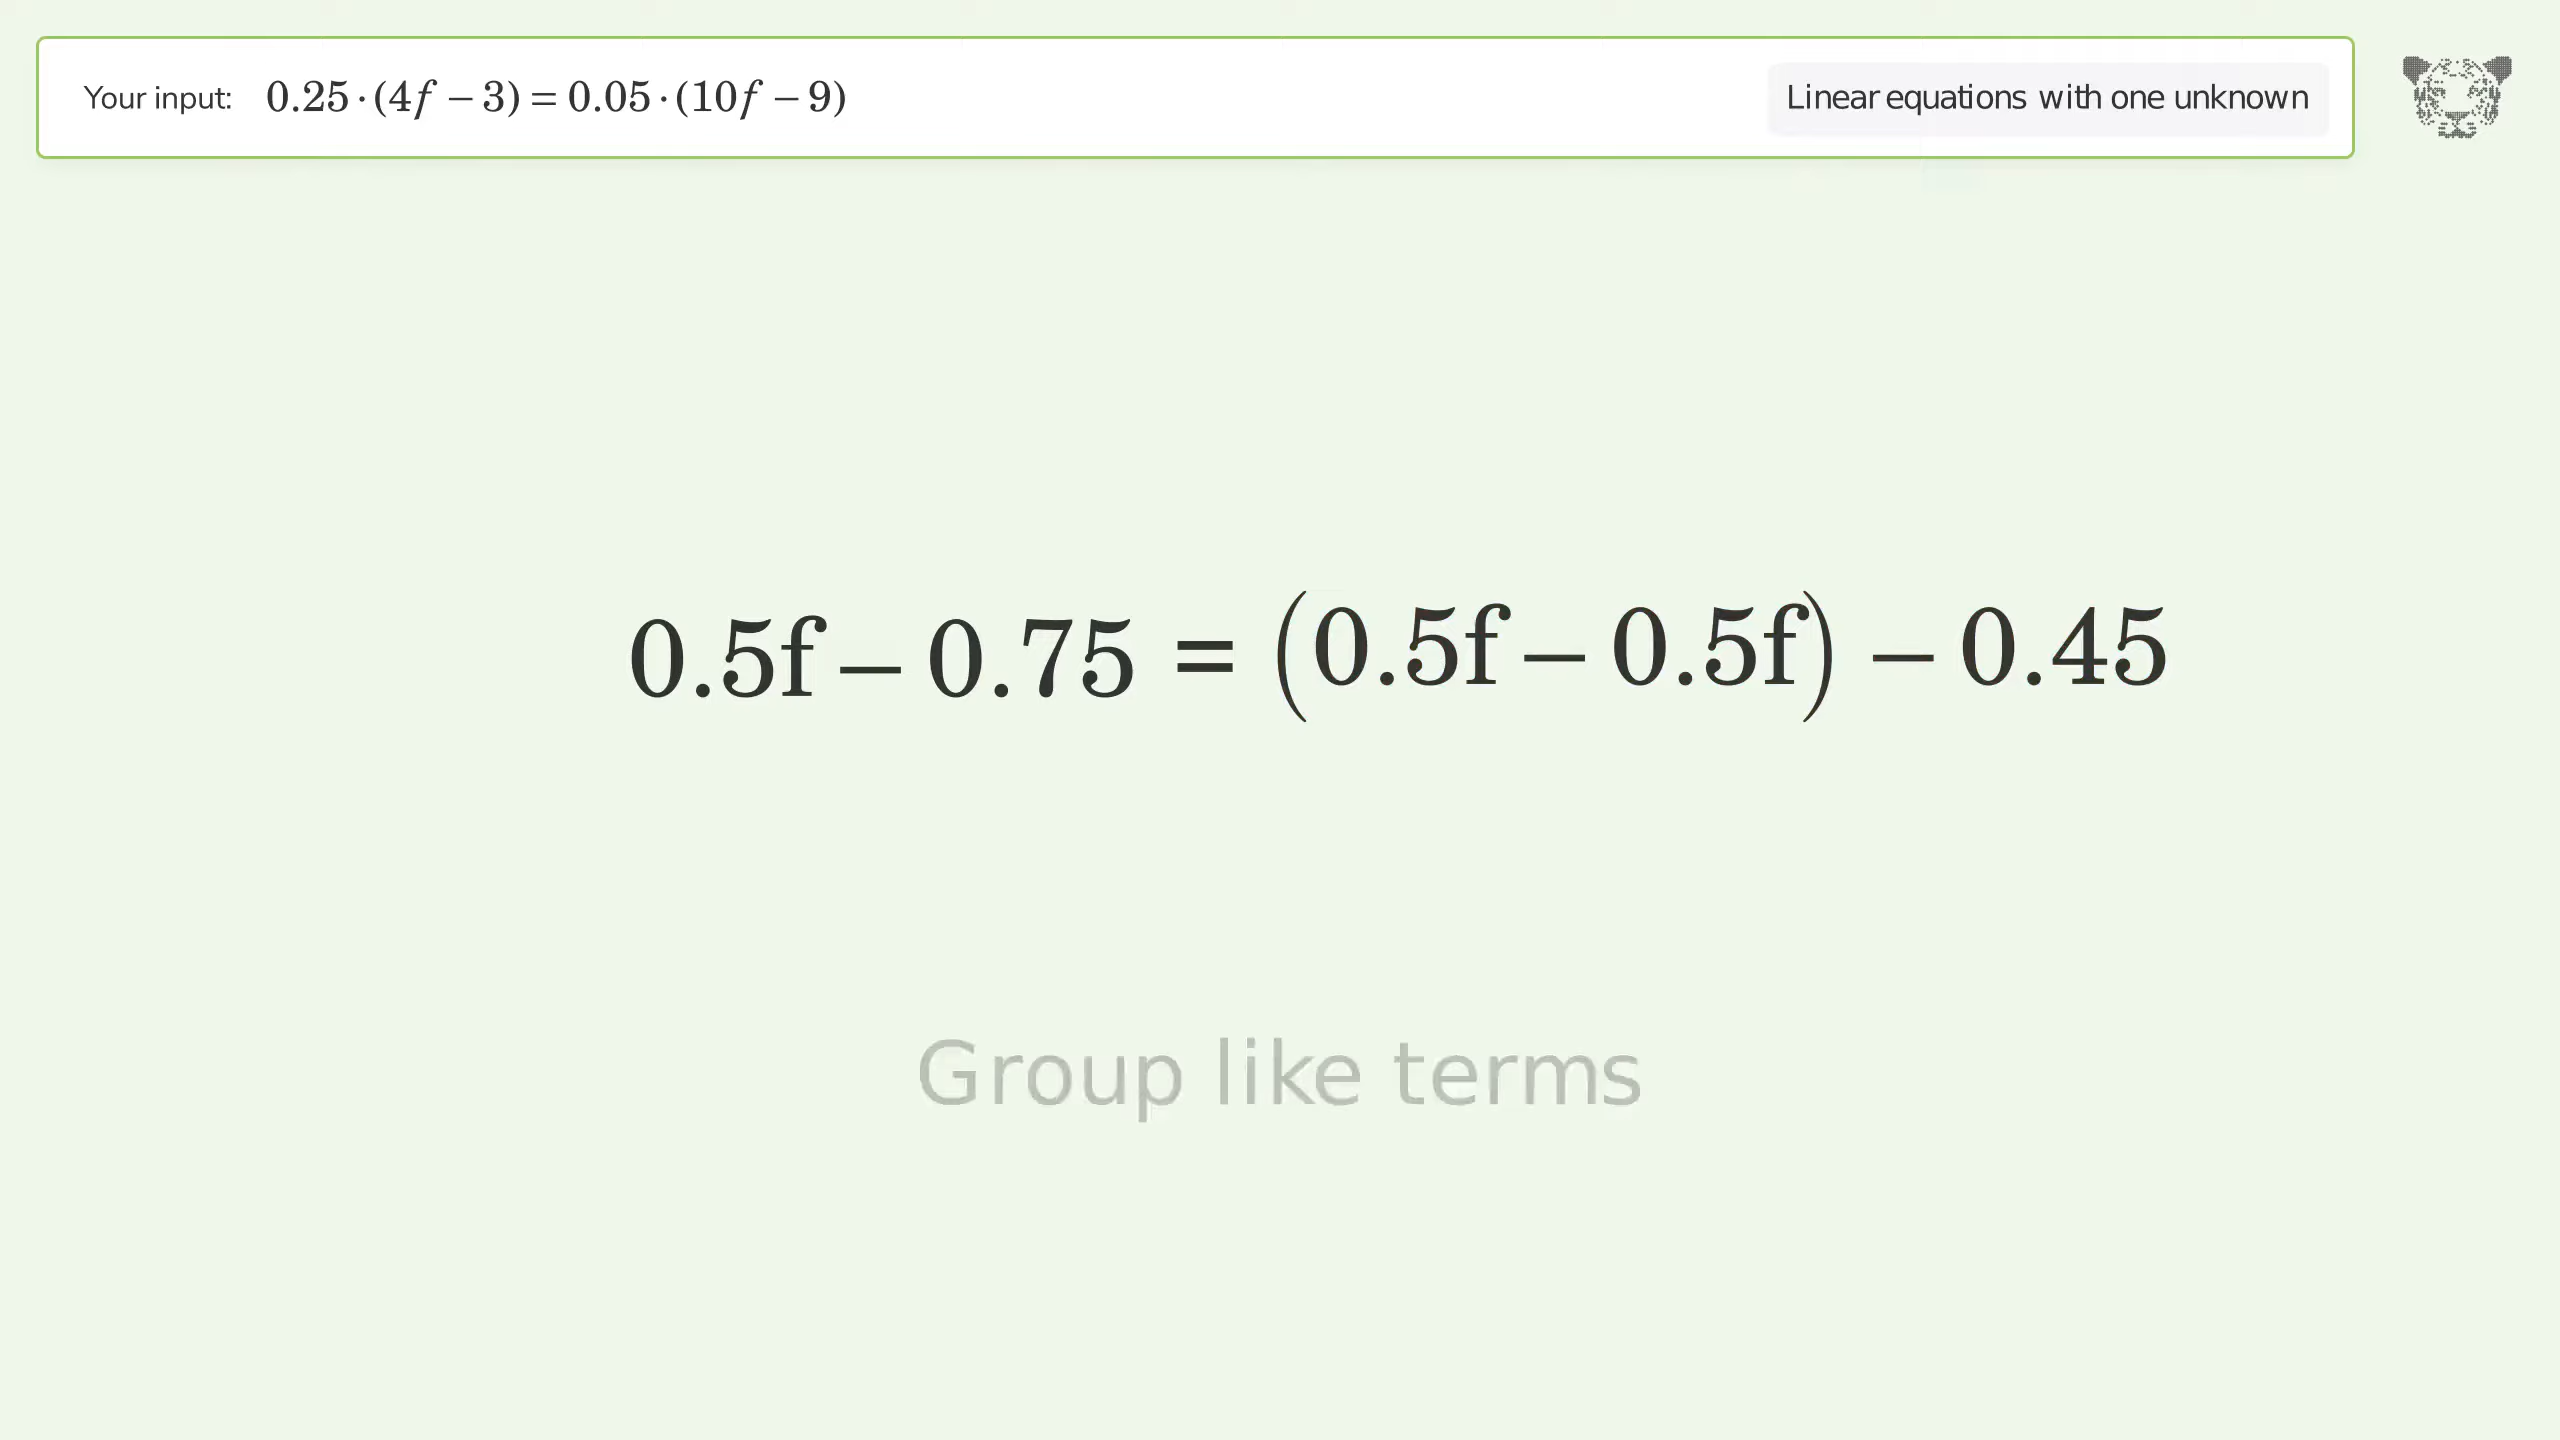 Your input: 0.25·(4f−3)=0.05·(10f−9) Linear equations with one unknown
0.5f−0.75 = (0.5f−0.5f)−0.45
Group like terms